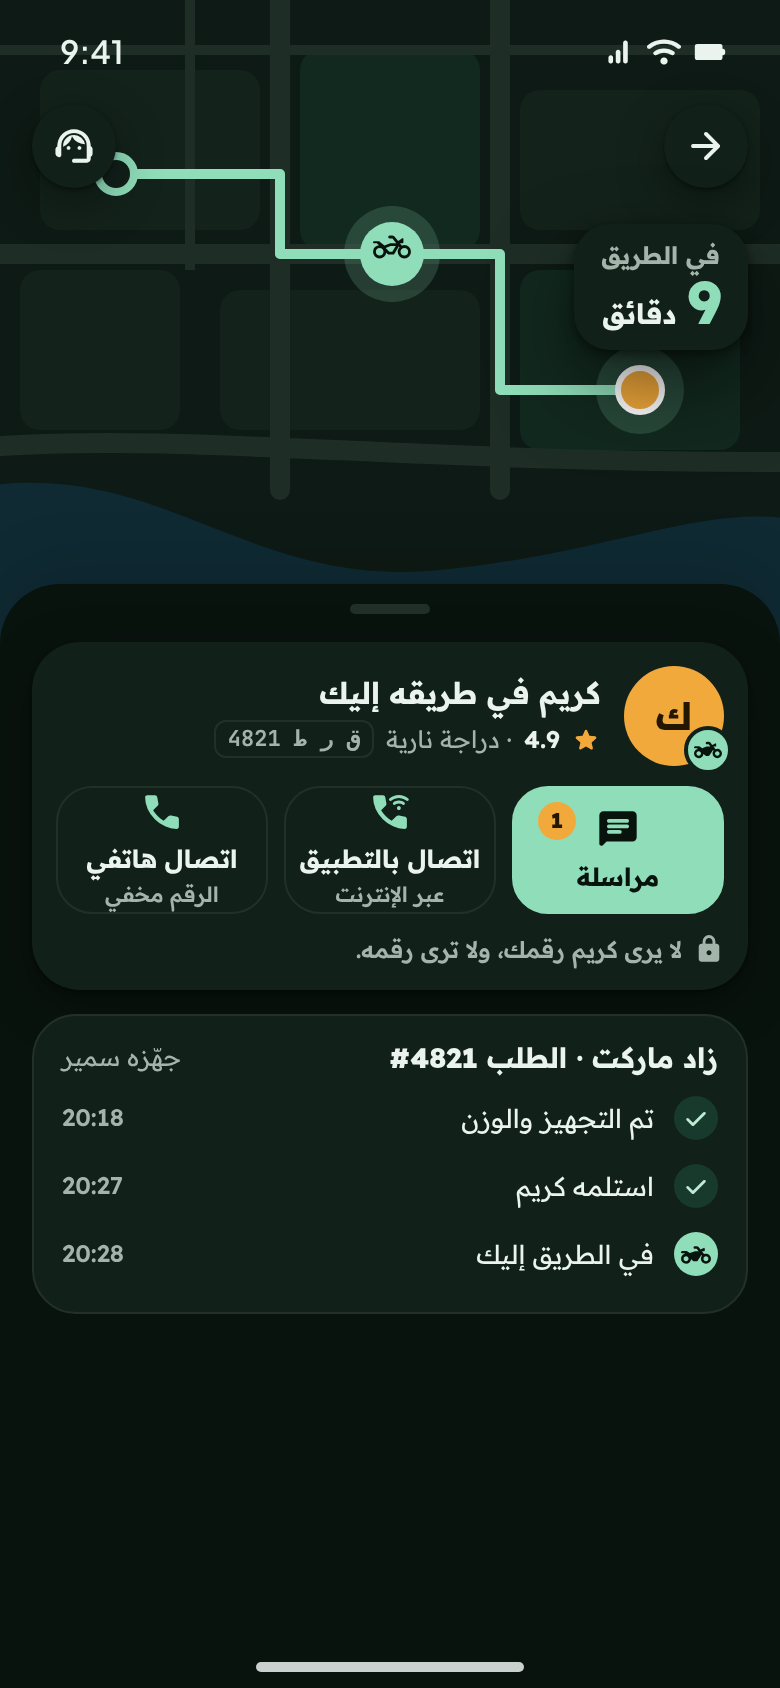 9:41
في الطريق
9 دقائق
كريم في طريقه إليك
ك
4.9 · دراجة نارية ق ر ط 4821
1
مراسلة
اتصال بالتطبيق
عبر الإنترنت
اتصال هاتفي
الرقم مخفي
لا يرى كريم رقمك، ولا ترى رقمه.
زاد ماركت · الطلب 4821#
جهّزه سمير
تم التجهيز والوزن 20:18
استلمه كريم 20:27
في الطريق إليك 20:28